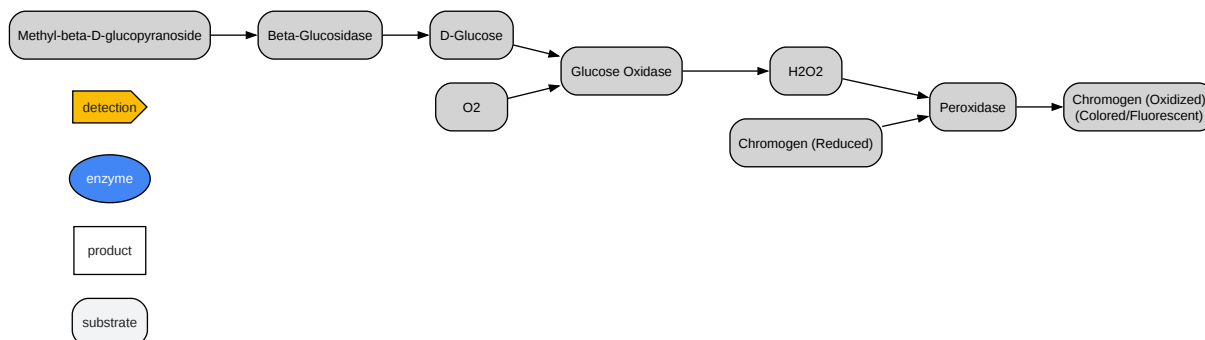 Methyl-beta-D-glucopyranoside
Beta-Glucosidase
D-Glucose
O2
Glucose Oxidase
H2O2
Chromogen (Reduced)
Peroxidase
Chromogen (Oxidized)
(Colored/Fluorescent)
detection
enzyme
product
substrate